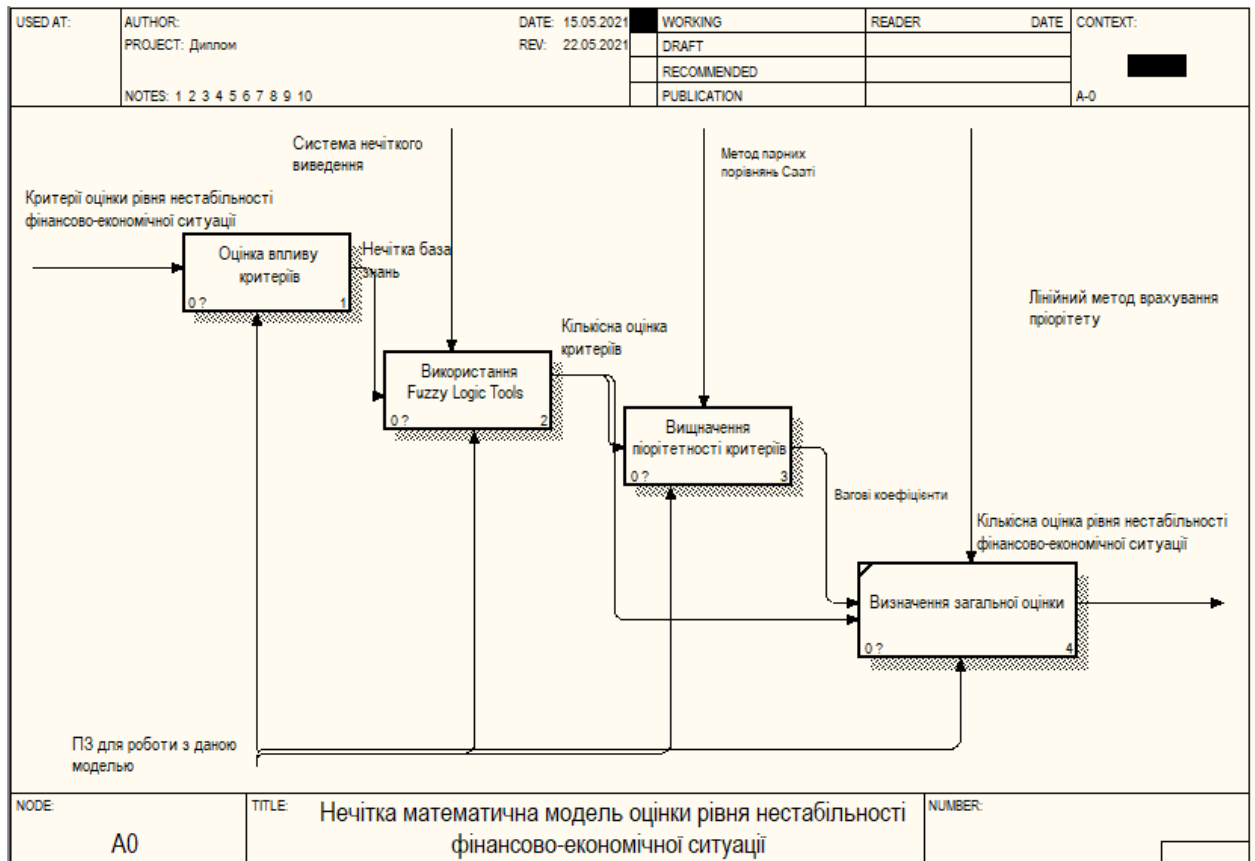 USED AT:
AUTHOR:
DATE: 15.05.2021
WORKING
READER
DATE
CONTEXT:
PROJECT: Диплом
REV: 22.05.2021
DRAFT
RECOMMENDED
NOTES: 1 2 3 4 5 6 7 8 9 10
PUBLICATION
A-0
Система нечіткого
виведення
Метод парних
порівнянь Сааті
Критерії оцінки рівня нестабільності
фінансово-економічної ситуації
Оцінка впливу
критеріїв
0 ?
1
Нечітка база
знань
Лінійний метод врахування
пріорітету
Кількісна оцінка
критеріїв
Використання
Fuzzy Logic Tools
0 ?
2
Вищначення
піорітетності критеріїв
0 ?
3
Вагові коефіцієнти
Кількісна оцінка рівня нестабільності
фінансово-економічної ситуації
Визначення загальної оцінки
0 ?
4
ПЗ для роботи з даною
моделью
NODE:
A0
TITLE:
Нечітка математична модель оцінки рівня нестабільності
фінансово-економічної ситуації
NUMBER: